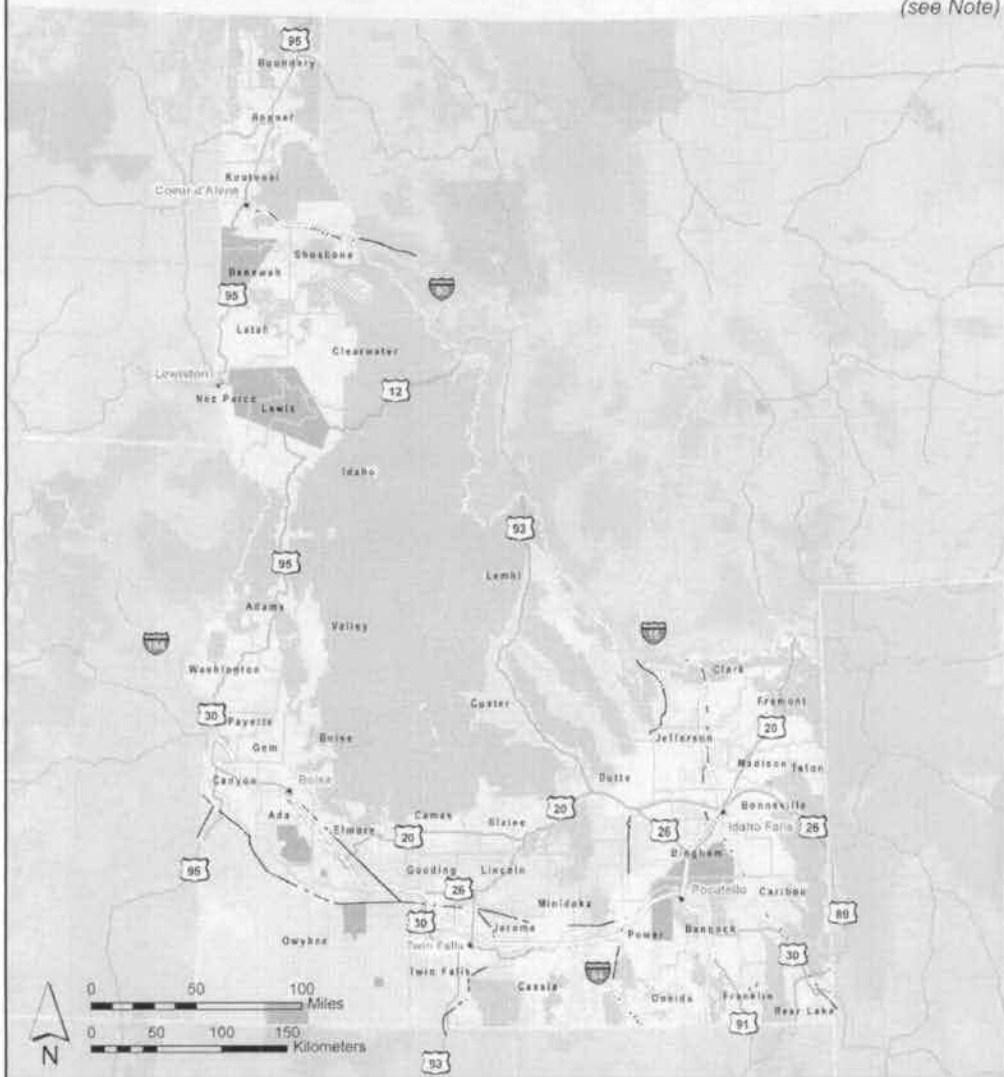 (see Note)
95
Boundary
Bonner
Kootenai
Coeur d'Alene
Shoshone
Benewah
90
95
Latah
Clearwater
Lewiston
12
Nez Perce
Lewis
Idaho
93
95
Lemhi
Adams
Valley
15
Washington
Clark
Custer
Fremont
30
Payette
20
Boise
Jefferson
Gem
Madison
Teton
Butte
Canyon
Boise
Bonneville
20
Ada
Camas
Blaine
Elmore
20
26
Idaho Falls
26
Bingham
95
Gooding
Lincoln
26
Pocatello
Caribou
Minidoka
89
30
Jerome
Power
Bannock
Owyhee
Twin Falls
30
Twin Falls
Cassia
Oneida
Franklin
Bear Lake
91
0 50 100
Miles
0 50 100 150
Kilometers
N
93